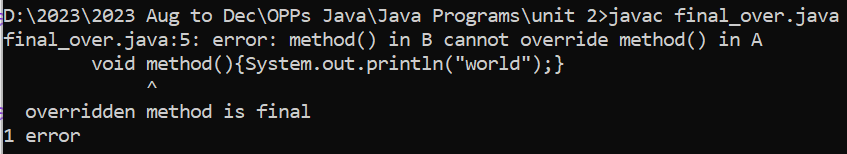 D:\2023\2023 Aug to Dec\OPPs Java\Java Programs\unit 2>javac final_over.java
final_over.java:5: error: method() in B cannot override method() in A
        void method(){System.out.println("world");}
             ^
  overridden method is final
1 error